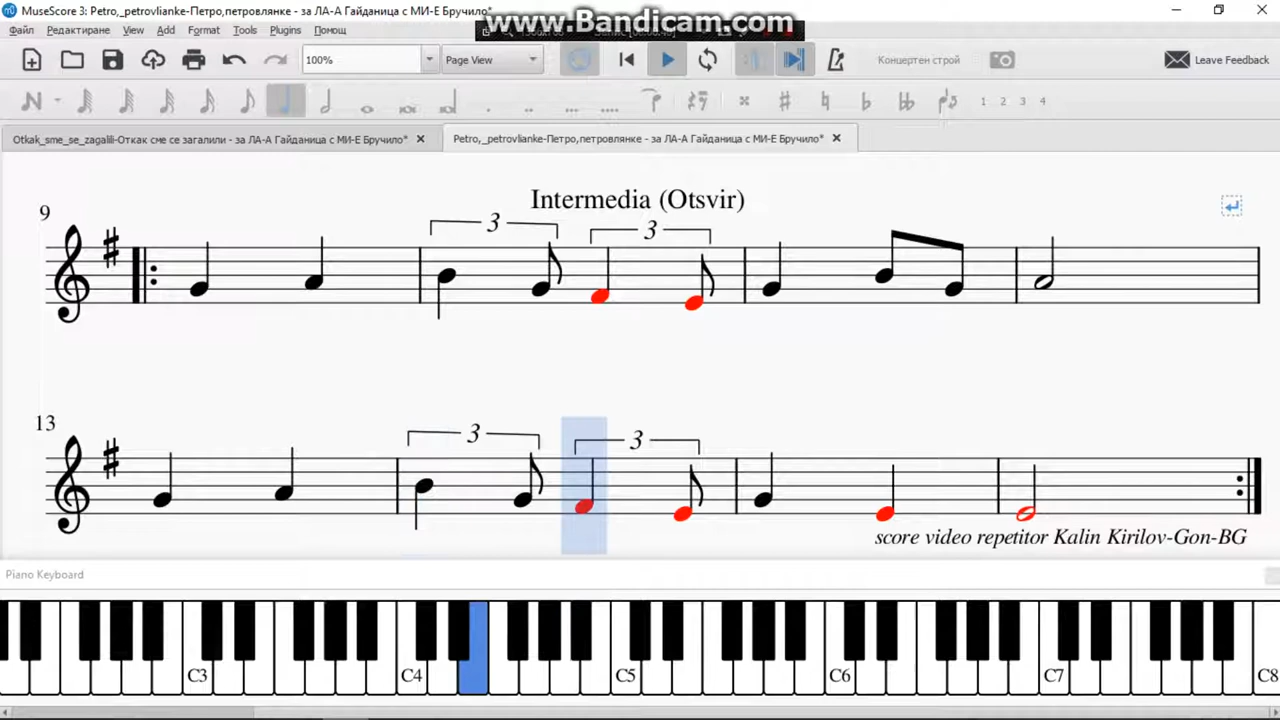 MuseScore 3: Petro,_petrovlianke-Петро,петровлянке - за ЛА-А Гайданица с МИ-Е Бручило*
www.Bandicam.com
Файл Редактиране View Add Format Tools Plugins Помощ
100% Page View Концертен строй Leave Feedback
1 2 3 4
Otkak_sme_se_zagalili-Откак сме се загалили - за ЛА-А Гайданица с МИ-Е Бручило* Petro,_petrovlianke-Петро,петровлянке - за ЛА-А Гайданица с МИ-Е Бручило*
Intermedia (Otsvir)
9
3 3
13
3 3
score video repetitor Kalin Kirilov-Gon-BG
Piano Keyboard
C3 C4 C5 C6 C7 C8